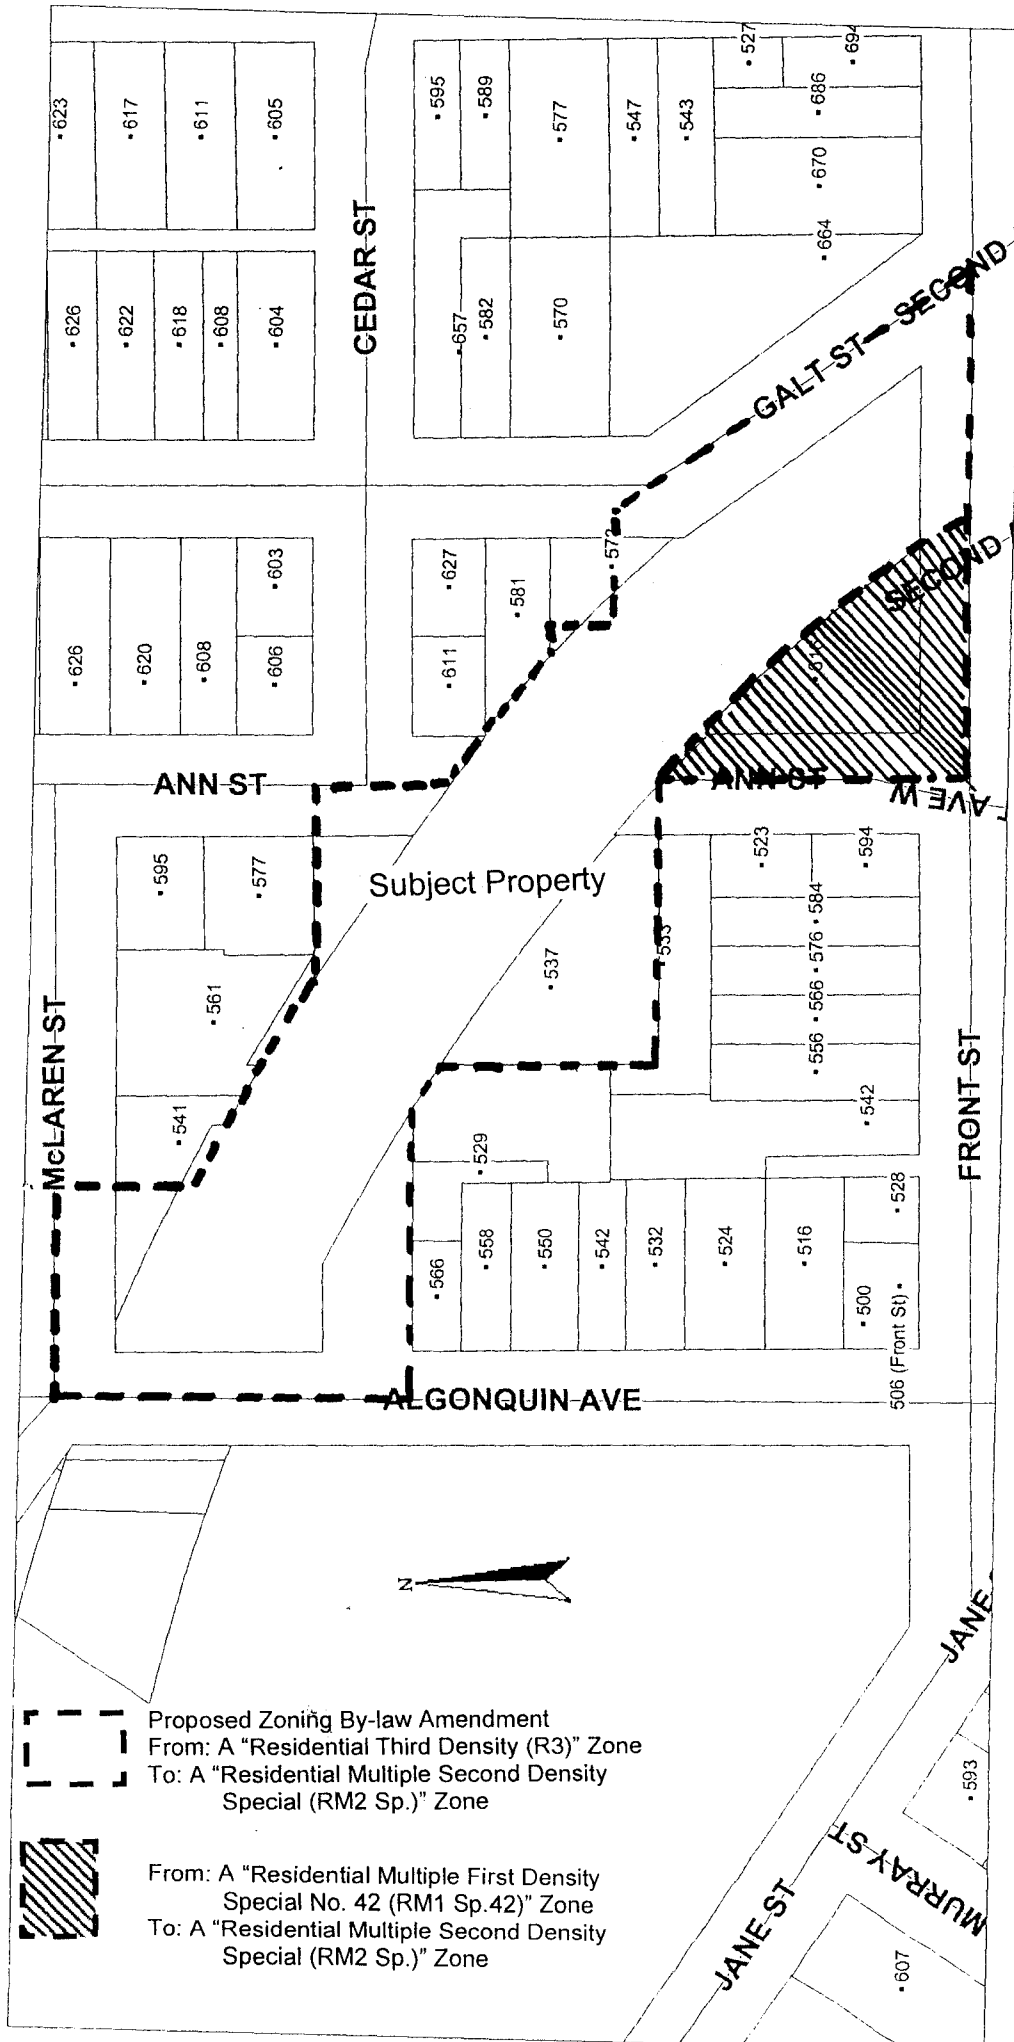 623
617
611
605
595
589
577
547
543
527
694
686
670
664
626
622
618
608
604
CEDAR ST
657
582
570
SECOND
GALT ST
626
620
608
603
606
627
611
581
573
SECOND
616
ANN ST
ANN ST
AVE W
595
577
561
541
Subject Property
537
533
523
594
584
576
566
556
542
McLAREN ST
FRONT ST
529
566
558
550
542
532
524
516
528
500
506 (Front St)
ALGONQUIN AVE
N
JANE
Proposed Zoning By-law Amendment
From: A “Residential Third Density (R3)” Zone
To: A “Residential Multiple Second Density
Special (RM2 Sp.)” Zone
From: A “Residential Multiple First Density
Special No. 42 (RM1 Sp.42)” Zone
To: A “Residential Multiple Second Density
Special (RM2 Sp.)” Zone
593
MURRAY ST
JANE ST
607